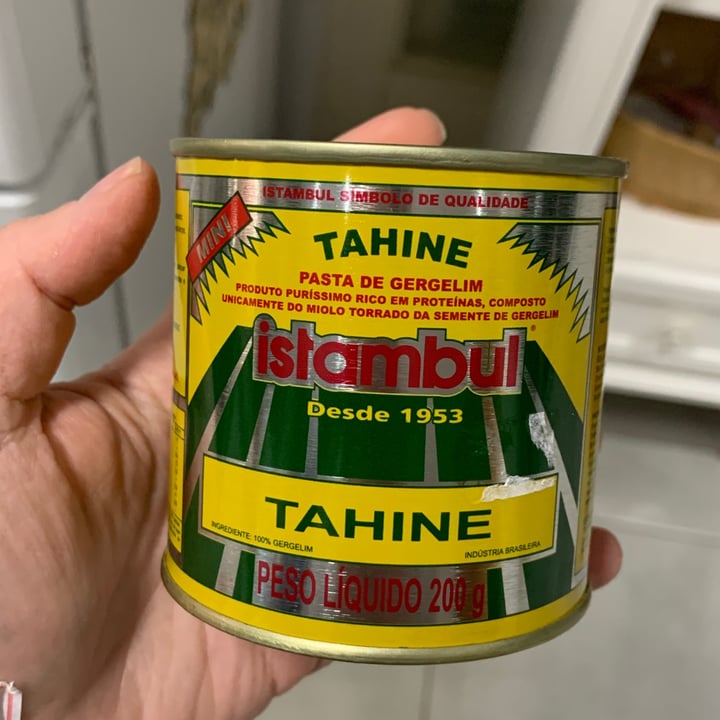 ISTAMBUL SÍMBOLO DE QUALIDADE
MINI
TAHINE
PASTA DE GERGELIM
PRODUTO PURÍSSIMO RICO EM PROTEÍNAS, COMPOSTO
UNICAMENTE DO MIOLO TORRADO DA SEMENTE DE GERGELIM
istambul®
Desde 1953
TAHINE
INGREDIENTE: 100% GERGELIM
INDÚSTRIA BRASILEIRA
PESO LÍQUIDO 200 g